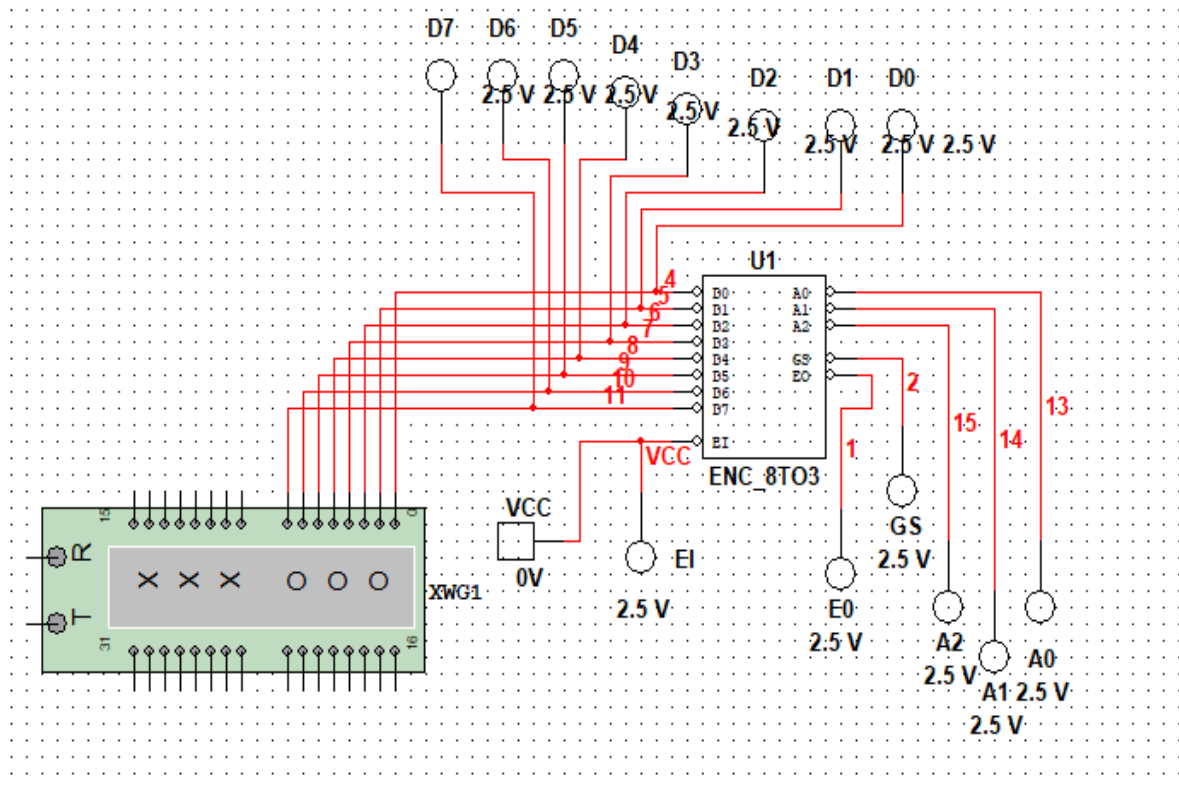 D7 D6 D5 D4 D3 D2 D1 D0
2.5 V 2.5 V 2.5 V 2.5 V 2.5 V 2.5 V 2.5 V 2.5 V
U1
4
5
6
7
8
9
10
11
D0
D1
D2
D3
D4
D5
D6
D7
EI
A0
A1
A2
GS
EO
VCC
ENC_8TO3
2
1
15
14
13
VCC
0V
EI
2.5 V
GS
2.5 V
E0
2.5 V
A2
2.5 V
A1
2.5 V
A0
2.5 V
15
0
R
T
X X X O O O
31
16
XWG1